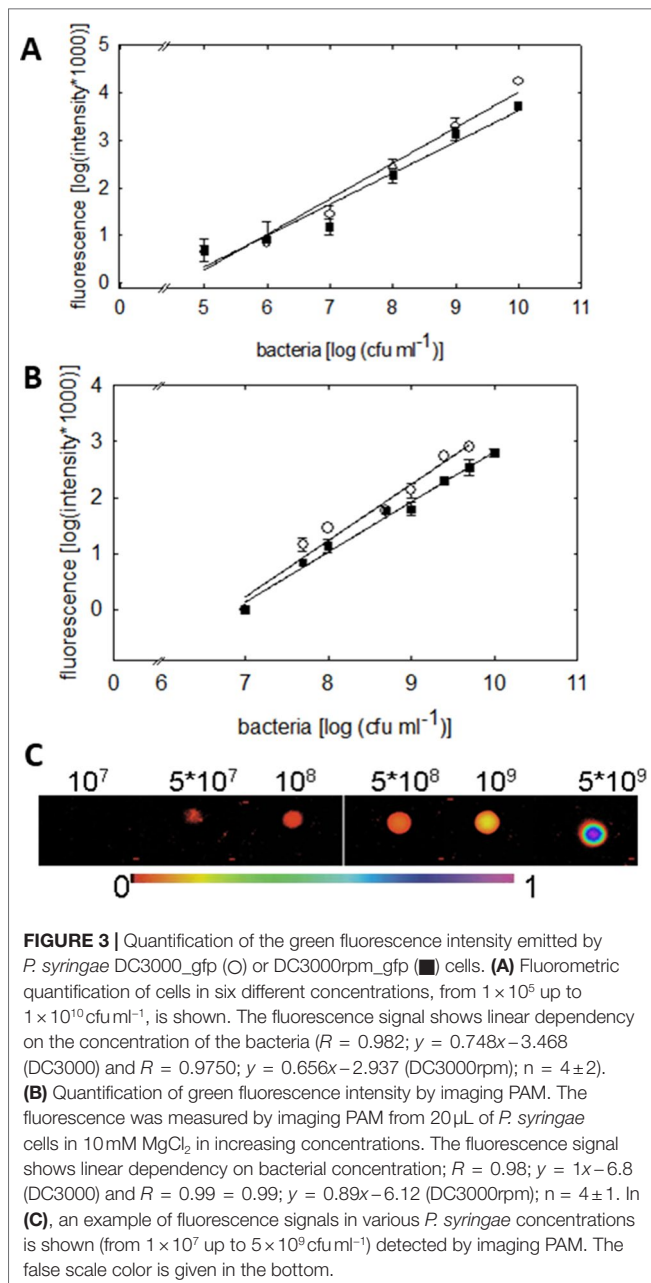 A
fluorescence [log(intensity*1000)]
5
4
3
2
1
0
0 5 6 7 8 9 10 11
bacteria [log (cfu ml-1)]
B
fluorescence [log(intensity*1000)]
4
3
2
1
0
0 6 7 8 9 10 11
bacteria [log (cfu ml-1)]
C
10⁷ 5*10⁷ 10⁸ 5*10⁸ 10⁹ 5*10⁹
0 1
FIGURE 3 | Quantification of the green fluorescence intensity emitted by
P. syringae DC3000_gfp (○) or DC3000rpm_gfp (■) cells. (A) Fluorometric
quantification of cells in six different concentrations, from 1 × 10⁵ up to
1 × 10¹⁰ cfu ml⁻¹, is shown. The fluorescence signal shows linear dependency
on the concentration of the bacteria (R = 0.982; y = 0.748x – 3.468
(DC3000) and R = 0.9750; y = 0.656x – 2.937 (DC3000rpm); n = 4 ± 2).
(B) Quantification of green fluorescence intensity by imaging PAM. The
fluorescence was measured by imaging PAM from 20 μL of P. syringae
cells in 10 mM MgCl₂ in increasing concentrations. The fluorescence signal
shows linear dependency on bacterial concentration; R = 0.98; y = 1x – 6.8
(DC3000) and R = 0.99 = 0.99; y = 0.89x – 6.12 (DC3000rpm); n = 4 ± 1. In
(C), an example of fluorescence signals in various P. syringae concentrations
is shown (from 1 × 10⁷ up to 5 × 10⁹ cfu ml⁻¹) detected by imaging PAM. The
false scale color is given in the bottom.